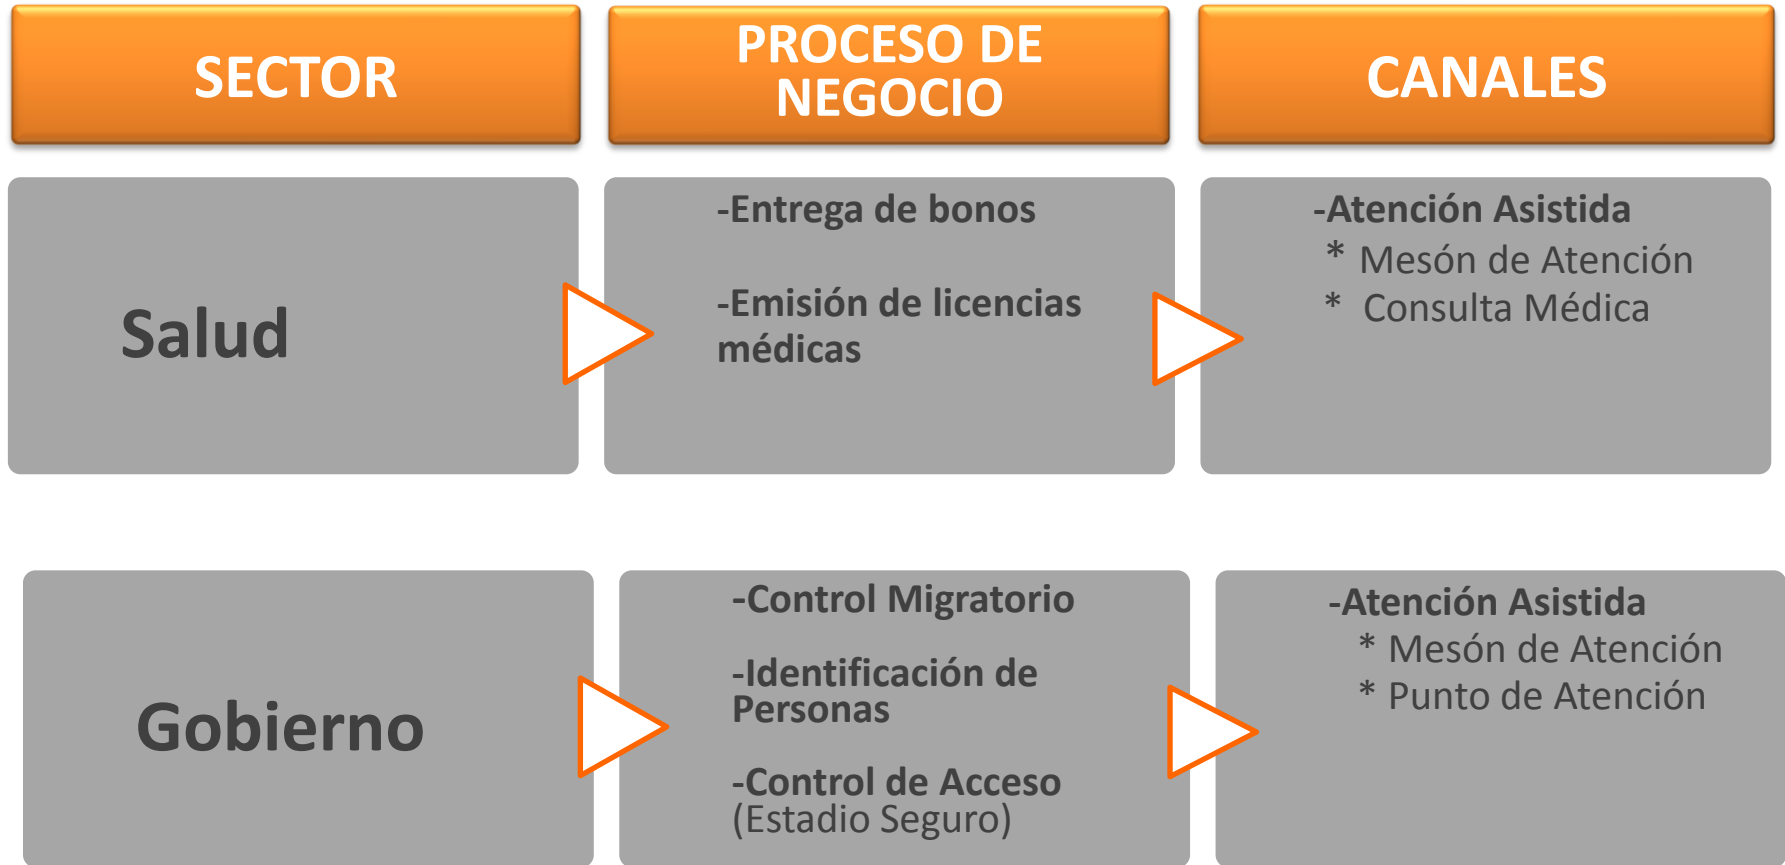 SECTOR
PROCESO DE
NEGOCIO
CANALES
Salud
-Entrega de bonos
-Emisión de licencias
médicas
-Atención Asistida
* Mesón de Atención
* Consulta Médica
Gobierno
-Control Migratorio
-Identificación de
Personas
-Control de Acceso
(Estadio Seguro)
-Atención Asistida
* Mesón de Atención
* Punto de Atención